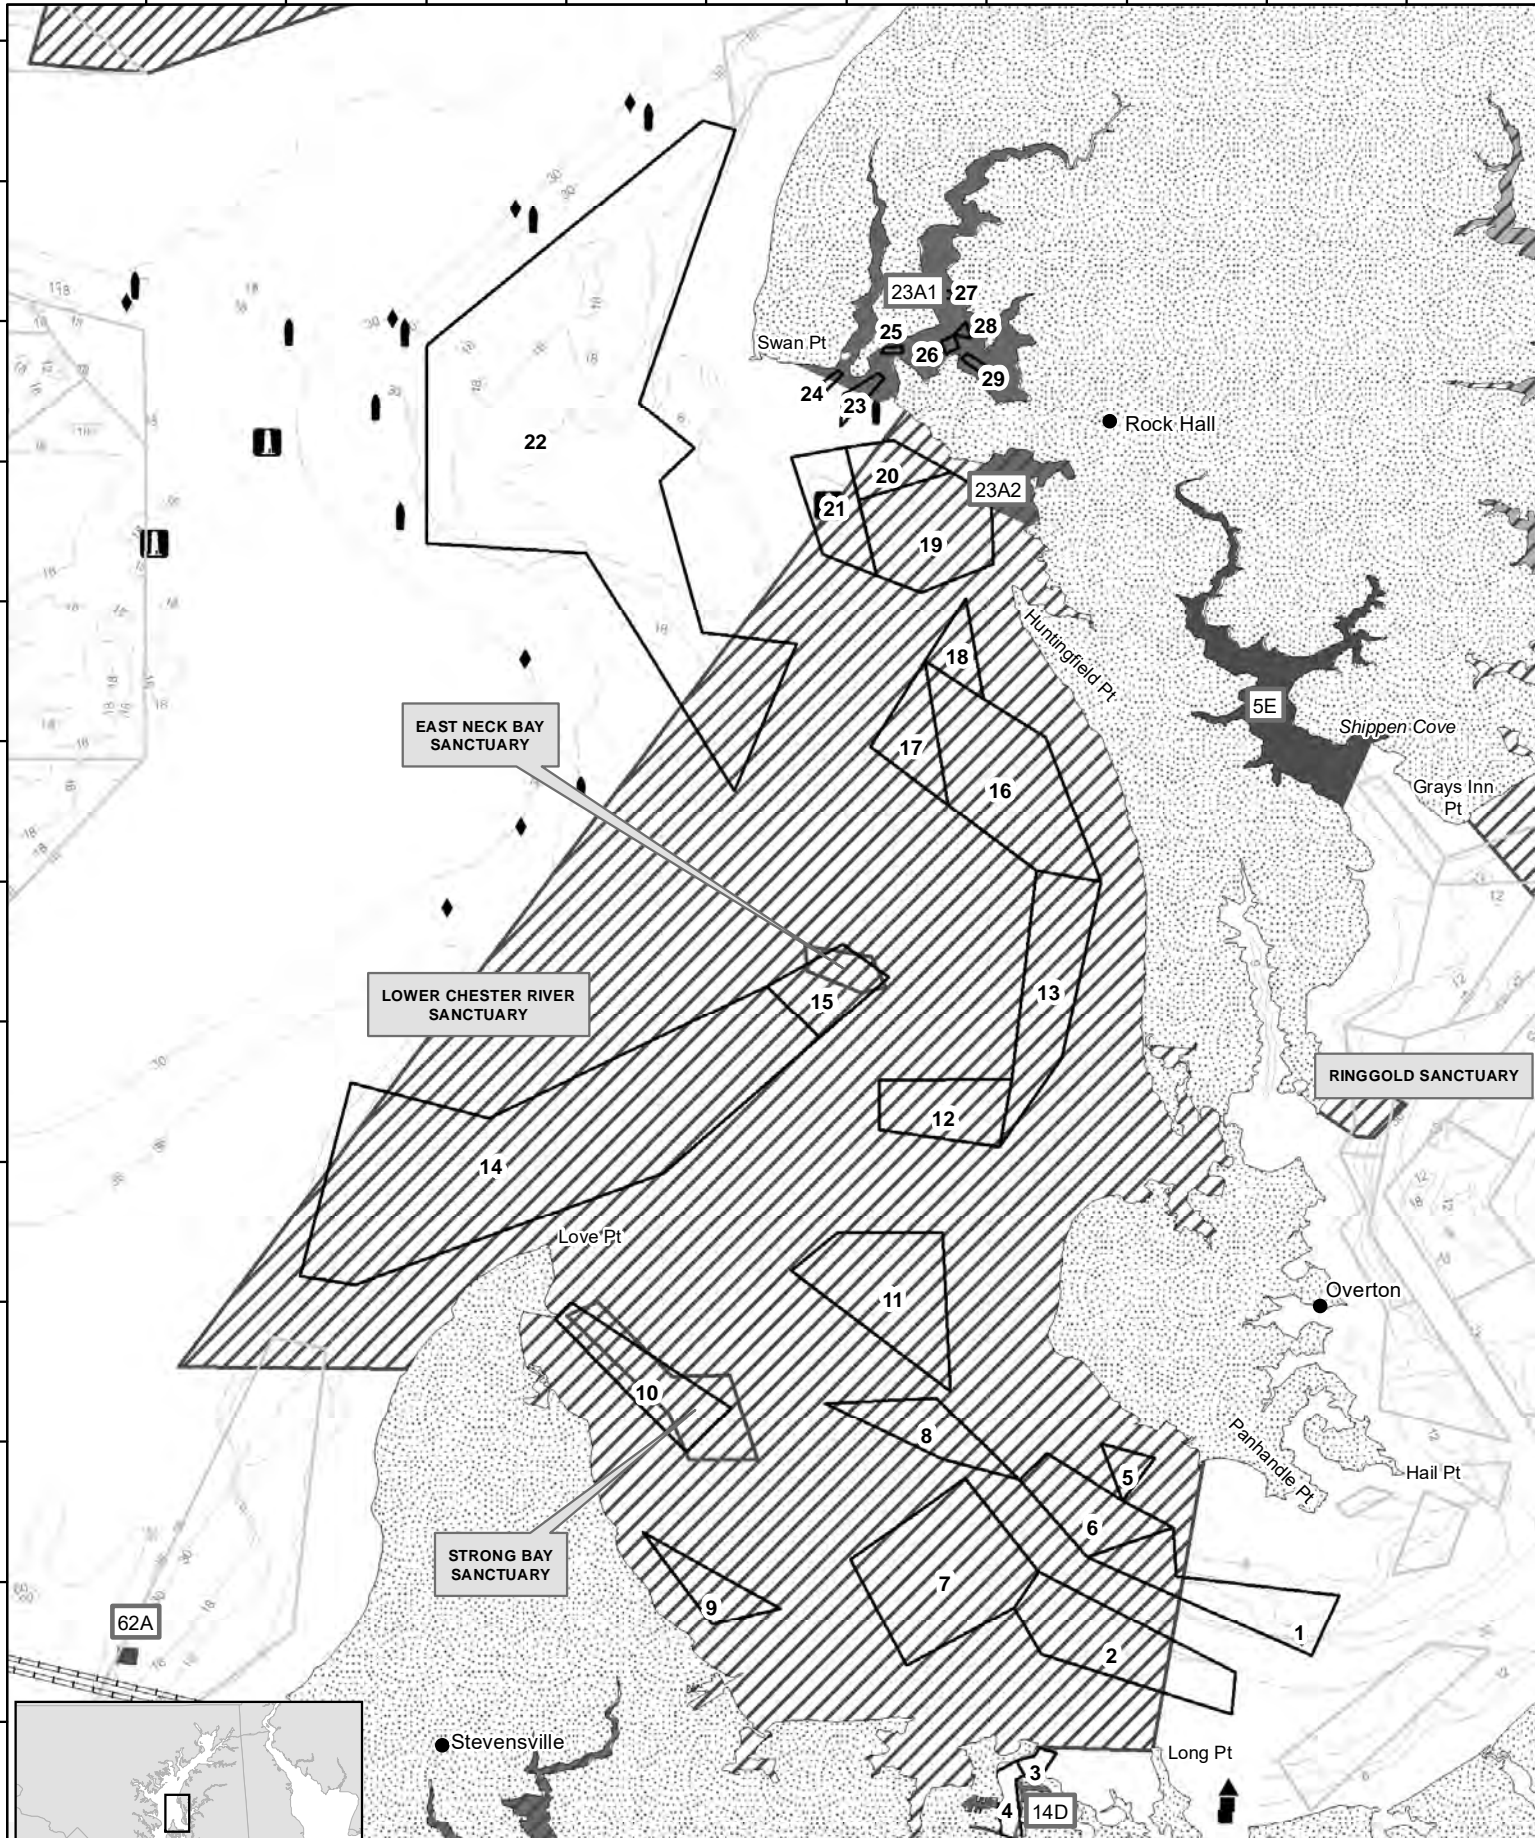 23A1
27
25
28
Swan Pt
26
29
24
23
Rock Hall
22
20
23A2
21
19
Huntingfield Pt
18
5E
EAST NECK BAY
SANCTUARY
Shippen Cove
17
16
Grays Inn
Pt
LOWER CHESTER RIVER
SANCTUARY
15
13
RINGGOLD SANCTUARY
12
14
Love Pt
11
Overton
10
8
Panhandle Pt
Hail Pt
5
6
STRONG BAY
SANCTUARY
7
9
62A
1
2
Stevensville
Long Pt
3
4
14D